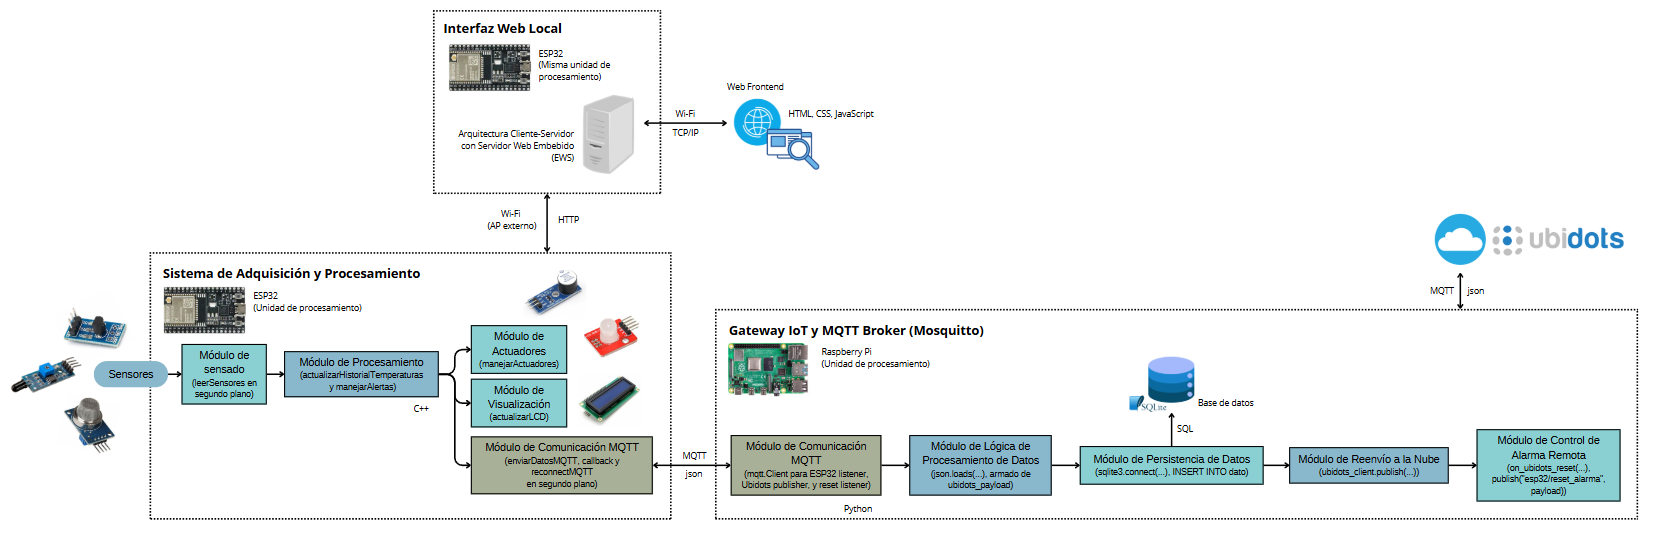 Interfaz Web Local
ESP32
(Misma unidad de
procesamiento)
Arquitectura Cliente-Servidor
con Servidor Web Embebido
(EWS)
Wi-Fi
TCP/IP
Web Frontend
HTML, CSS, JavaScript
Wi-Fi
(AP externo)
HTTP
Sistema de Adquisición y Procesamiento
ESP32
(Unidad de procesamiento)
Sensores
Módulo de
sensado
(leerSensores en
segundo plano)
Módulo de Procesamiento
(actualizarHistorialTemperaturas
y manejarAlertas)
C++
Módulo de
Actuadores
(manejarActuadores)
Módulo de
Visualización
(actualizarLCD)
Módulo de Comunicación MQTT
(enviarDatosMQTT, callback y
reconnectMQTT
en segundo plano)
MQTT
json
ubidots
MQTT
json
Gateway IoT y MQTT Broker (Mosquitto)
Raspberry Pi
(Unidad de procesamiento)
SQLite
Base de datos
SQL
Módulo de Comunicación
MQTT
(mqtt.Client para ESP32 listener,
Ubidots publisher, y reset listener)
Módulo de Lógica de
Procesamiento de Datos
(json.loads(...), armado de
ubidots_payload)
Módulo de Persistencia de Datos
(sqlite3.connect(...), INSERT INTO dato)
Módulo de Reenvío a la Nube
(ubidots_client.publish(...))
Módulo de Control de
Alarma Remota
(on_ubidots_reset(...),
publish("esp32/reset_alarma",
payload))
Python